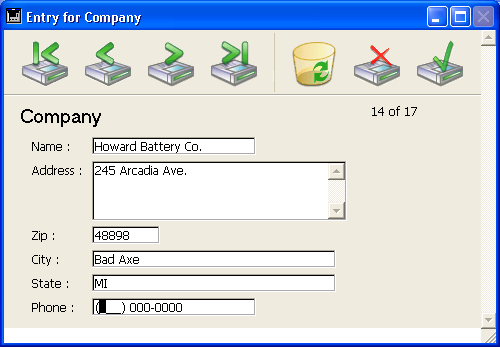 Entry for Company
14 of 17
Company
Name : Howard Battery Co.
Address : 245 Arcadia Ave.
Zip : 48898
City : Bad Axe
State : MI
Phone : (___) 000-0000